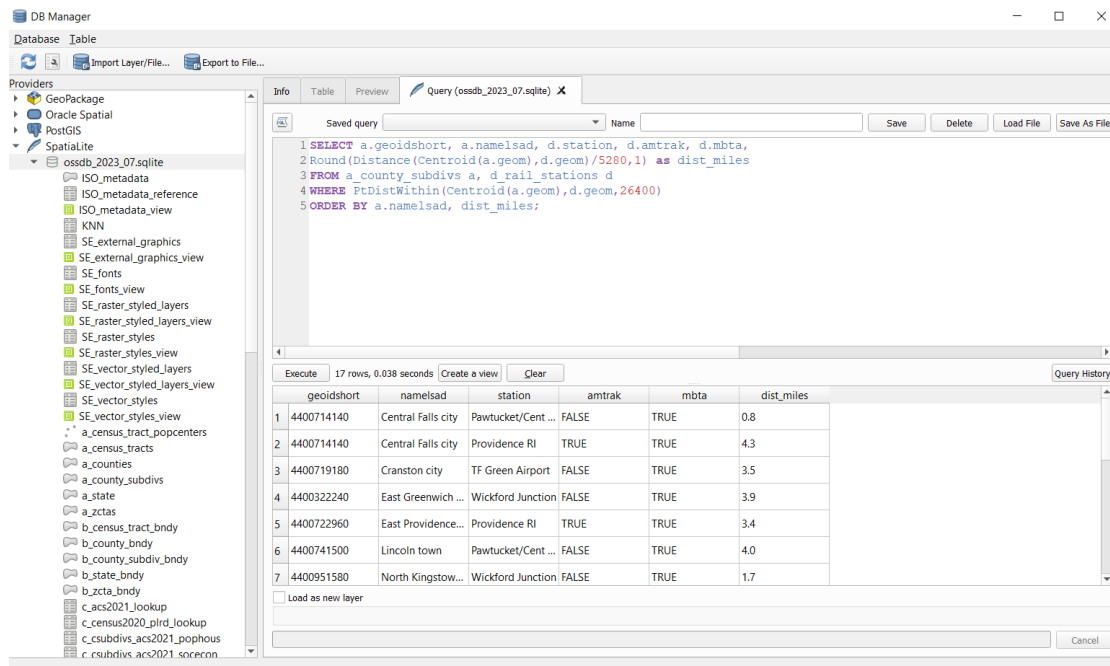 DB Manager
Database Table
Import Layer/File... Export to File...
Providers
GeoPackage
Oracle Spatial
PostGIS
SpatiaLite
ossdb_2023_07.sqlite
ISO_metadata
ISO_metadata_reference
ISO_metadata_view
KNN
SE_external_graphics
SE_external_graphics_view
SE_fonts
SE_fonts_view
SE_raster_styled_layers
SE_raster_styled_layers_view
SE_raster_styles
SE_raster_styles_view
SE_vector_styled_layers
SE_vector_styled_layers_view
SE_vector_styles
SE_vector_styles_view
a_census_tract_popcenters
a_census_tracts
a_counties
a_county_subdivs
a_state
a_zctas
b_census_tract_bndy
b_county_bndy
b_county_subdiv_bndy
b_state_bndy
b_zcta_bndy
c_acs2021_lookup
c_census2020_plrd_lookup
c_csubdivs_acs2021_pophous
c_csubdivs_acs2021_socecon
Info Table Preview Query (ossdb_2023_07.sqlite) X
Saved query Name Save Delete Load File Save As File
1 SELECT a.geoidshort, a.namelsad, d.station, d.amtrak, d.mbta,
2 Round(Distance(Centroid(a.geom),d.geom)/5280,1) as dist_miles
3 FROM a_county_subdivs a, d_rail_stations d
4 WHERE PtDistWithin(Centroid(a.geom),d.geom,26400)
5 ORDER BY a.namelsad, dist_miles;
Execute 17 rows, 0.038 seconds Create a view Clear Query History
geoidshort namelsad station amtrak mbta dist_miles
1 4400714140 Central Falls city Pawtucket/Cent ... FALSE TRUE 0.8
2 4400714140 Central Falls city Providence RI TRUE TRUE 4.3
3 4400719180 Cranston city TF Green Airport FALSE TRUE 3.5
4 4400322240 East Greenwich ... Wickford Junction FALSE TRUE 3.9
5 4400722960 East Providence... Providence RI TRUE TRUE 3.4
6 4400741500 Lincoln town Pawtucket/Cent ... FALSE TRUE 4.0
7 4400951580 North Kingstow... Wickford Junction FALSE TRUE 1.7
Load as new layer
Cancel